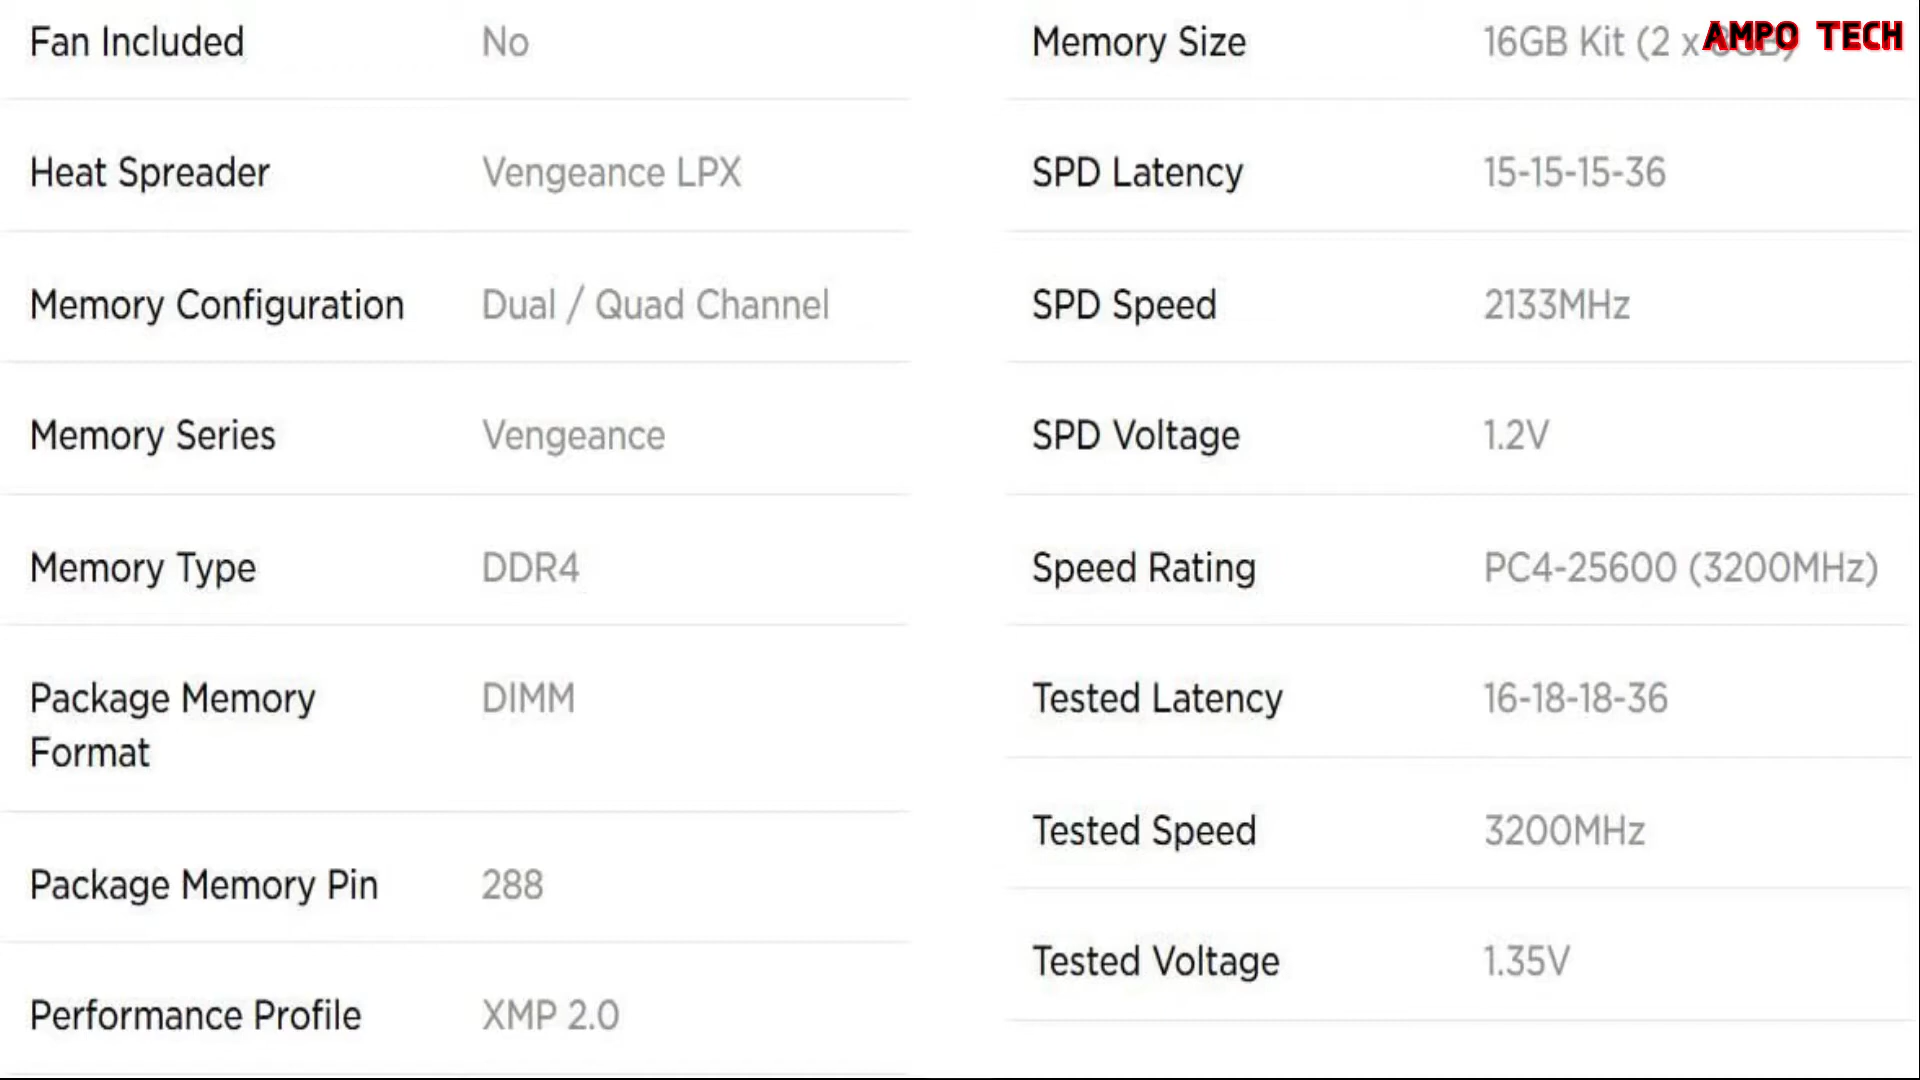 Fan Included No
Heat Spreader Vengeance LPX
Memory Configuration Dual / Quad Channel
Memory Series Vengeance
Memory Type DDR4
Package Memory Format DIMM
Package Memory Pin 288
Performance Profile XMP 2.0
Memory Size 16GB Kit (2 x 8GB)
AMPO TECH
SPD Latency 15-15-15-36
SPD Speed 2133MHz
SPD Voltage 1.2V
Speed Rating PC4-25600 (3200MHz)
Tested Latency 16-18-18-36
Tested Speed 3200MHz
Tested Voltage 1.35V